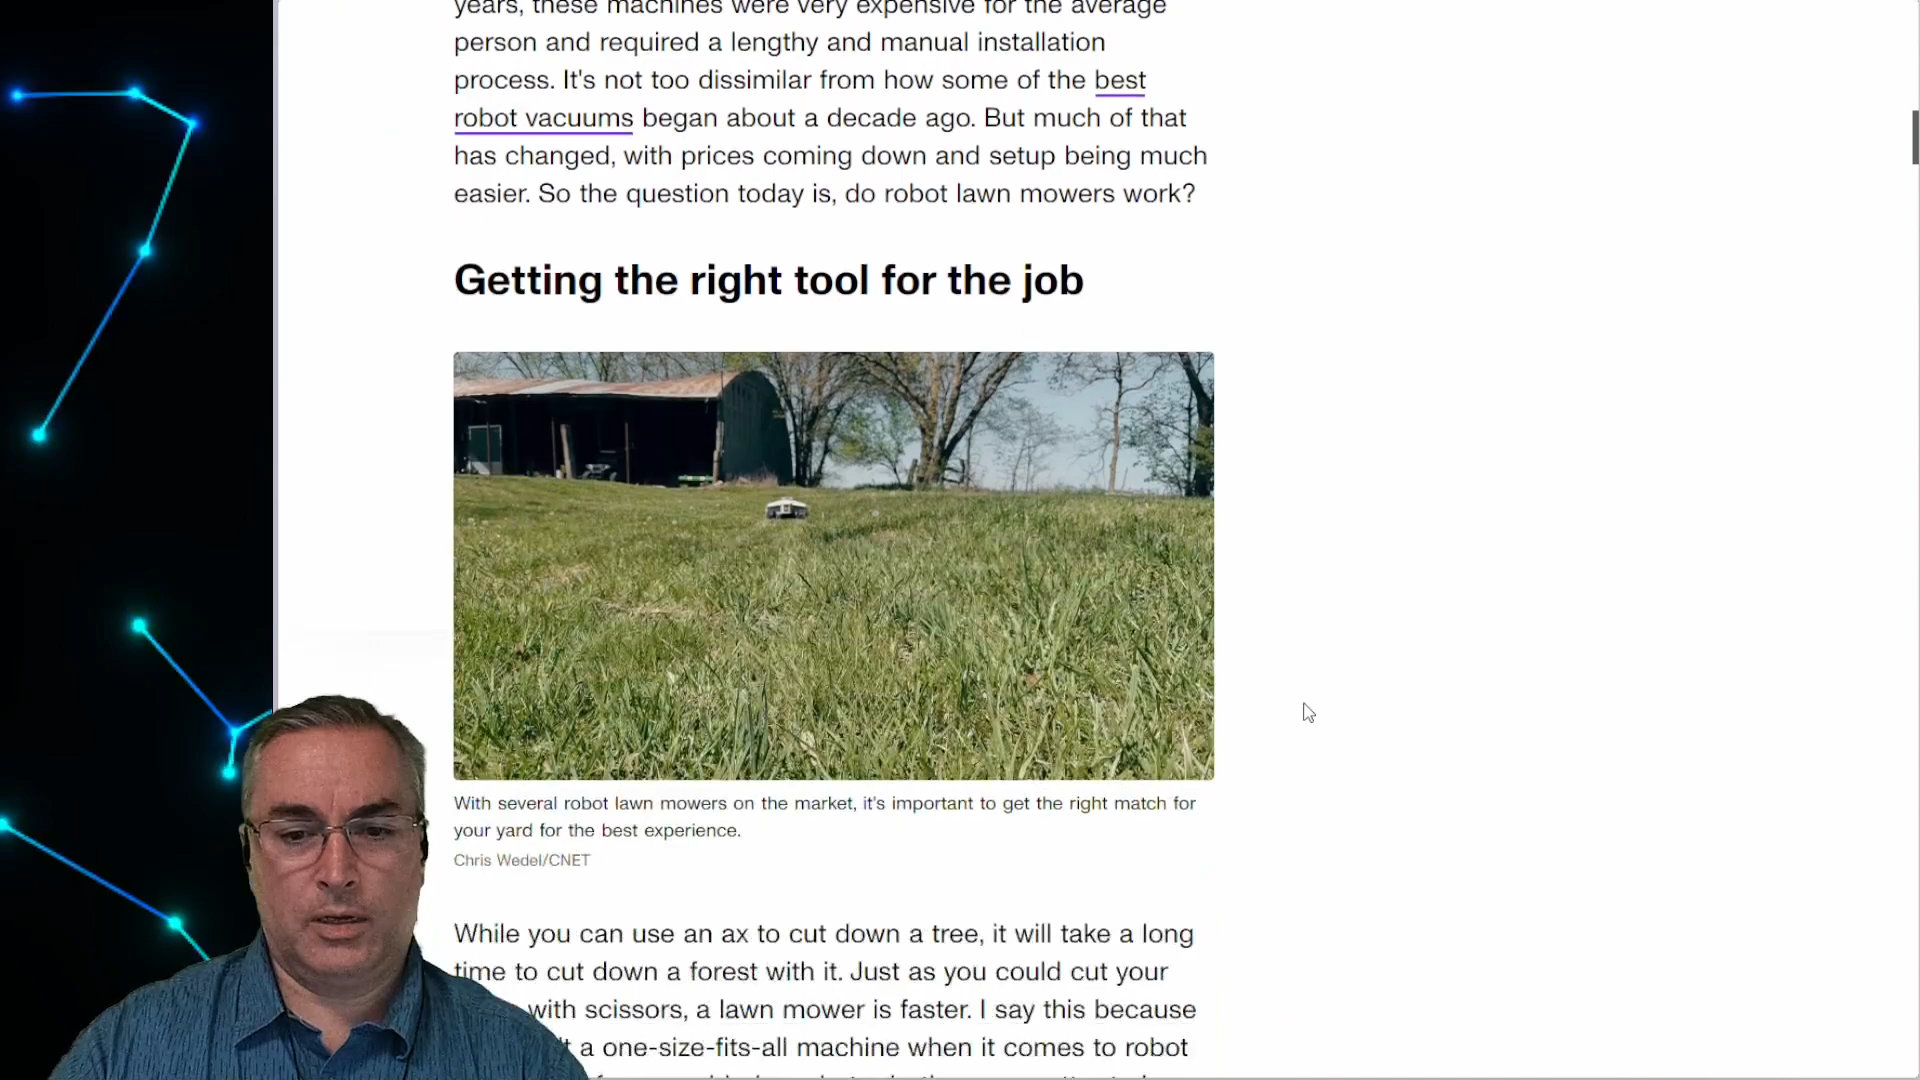 years, these machines were very expensive for the average
person and required a lengthy and manual installation
process. It's not too dissimilar from how some of the best
robot vacuums began about a decade ago. But much of that
has changed, with prices coming down and setup being much
easier. So the question today is, do robot lawn mowers work?
Getting the right tool for the job
With several robot lawn mowers on the market, it's important to get the right match for
your yard for the best experience.
Chris Wedel/CNET
While you can use an ax to cut down a tree, it will take a long
time to cut down a forest with it. Just as you could cut your
with scissors, a lawn mower is faster. I say this because
a one-size-fits-all machine when it comes to robot